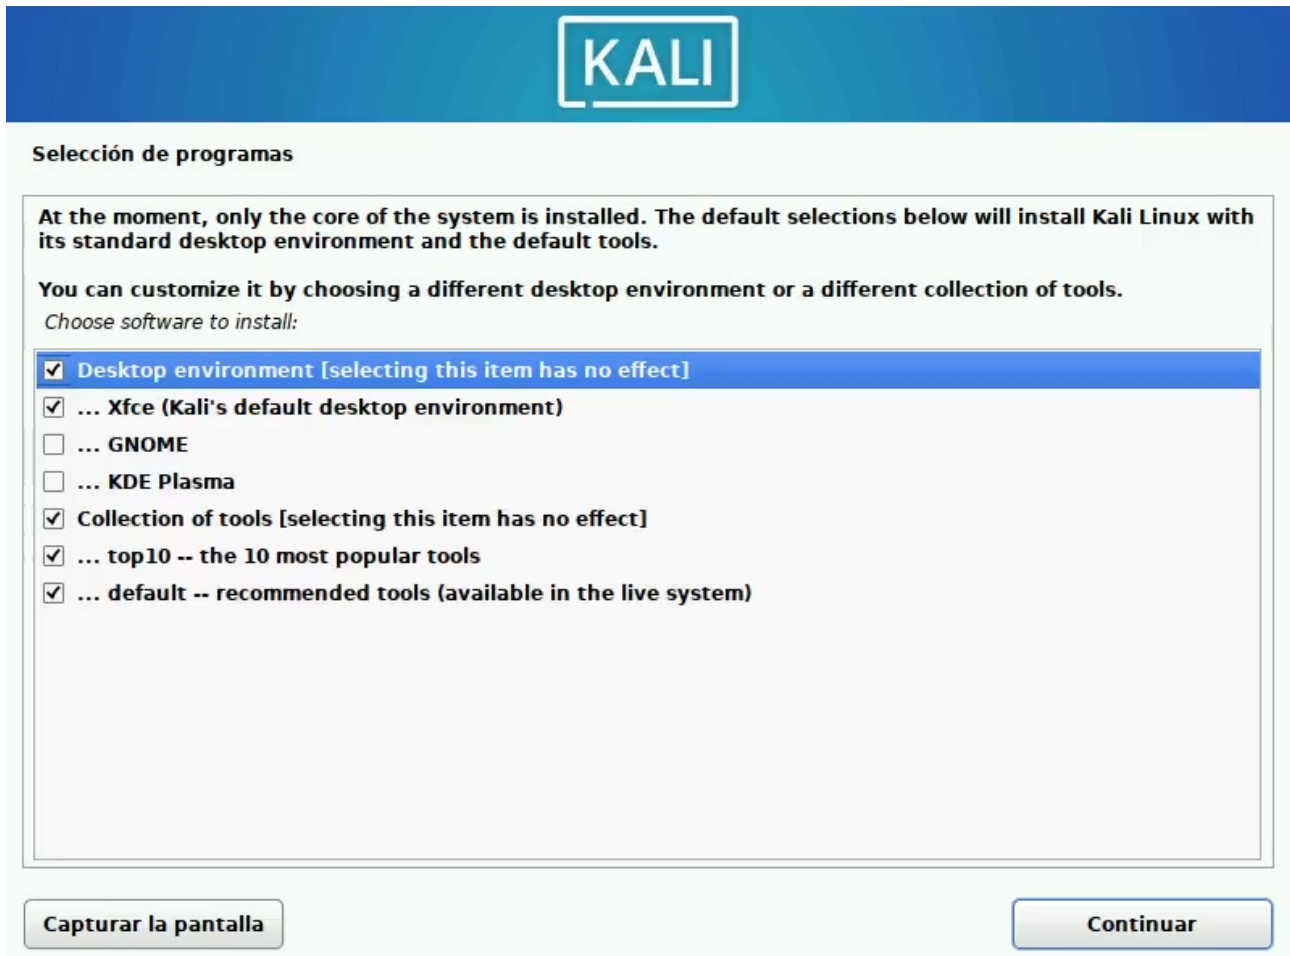 KALI
Selección de programas
At the moment, only the core of the system is installed. The default selections below will install Kali Linux with
its standard desktop environment and the default tools.
You can customize it by choosing a different desktop environment or a different collection of tools.
Choose software to install:
Desktop environment [selecting this item has no effect]
... Xfce (Kali's default desktop environment)
... GNOME
... KDE Plasma
Collection of tools [selecting this item has no effect]
... top10 -- the 10 most popular tools
... default -- recommended tools (available in the live system)
Capturar la pantalla
Continuar